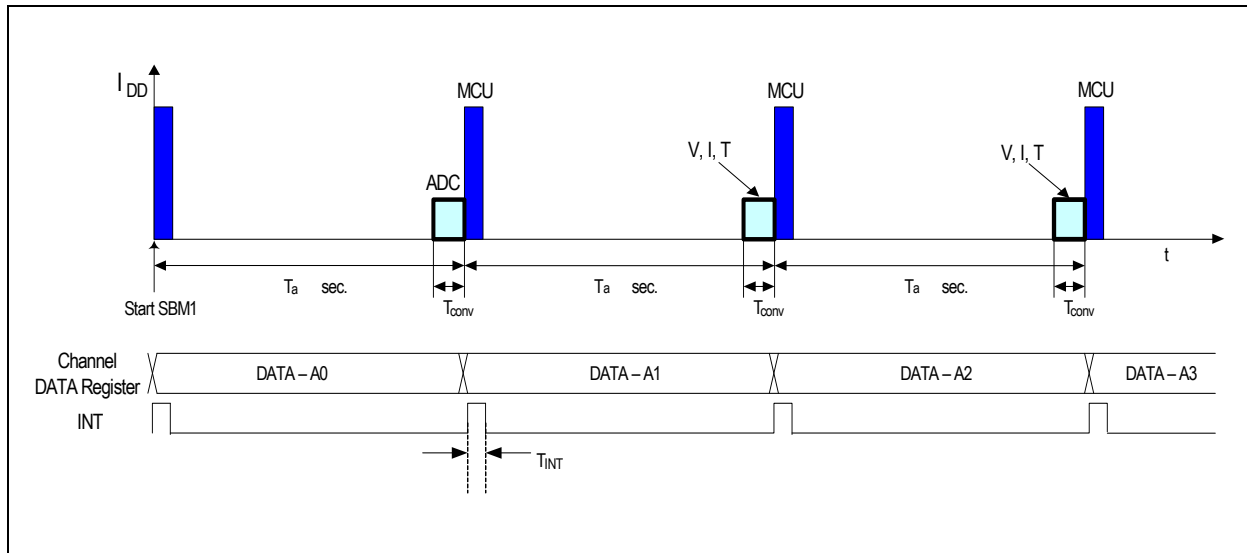 I DD
MCU
MCU
MCU
V, I, T
V, I, T
ADC
t
Ta sec.
Ta sec.
Ta sec.
Start SBM1
Tconv
Tconv
Tconv
Channel
DATA Register
DATA – A0
DATA – A1
DATA – A2
DATA – A3
INT
TINT